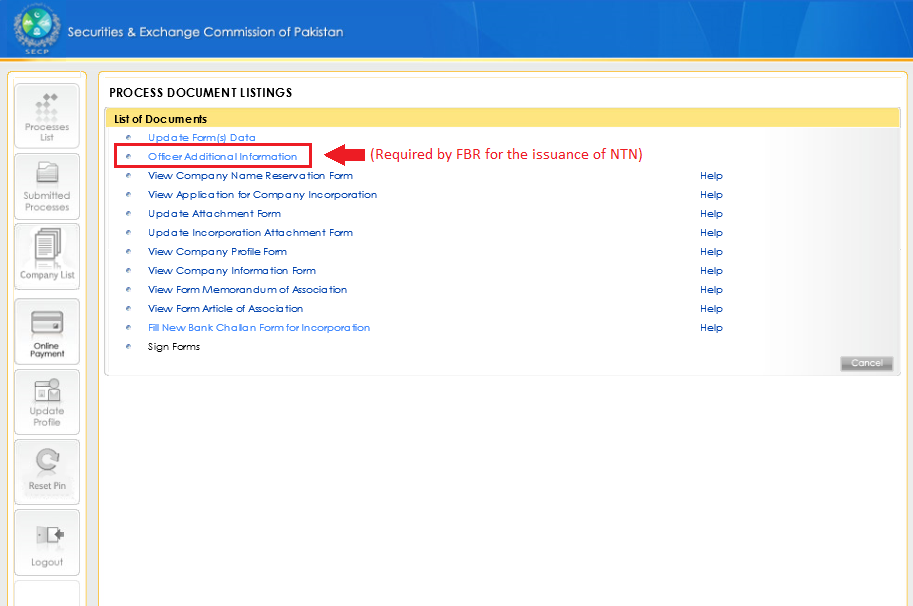 SECP
Securities & Exchange Commission of Pakistan
Processes
List
Submitted
Processes
Company List
Online
Payment
Update
Profile
Reset Pin
Logout
PROCESS DOCUMENT LISTINGS
List of Documents
Update Form(s) Data
Officer Additional Information (Required by FBR for the issuance of NTN)
View Company Name Reservation Form Help
View Application for Company Incorporation Help
Update Attachment Form Help
Update Incorporation Attachment Form Help
View Company Profile Form Help
View Company Information Form Help
View Form Memorandum of Association Help
View Form Article of Association Help
Fill New Bank Challan Form for Incorporation Help
Sign Forms
Cancel